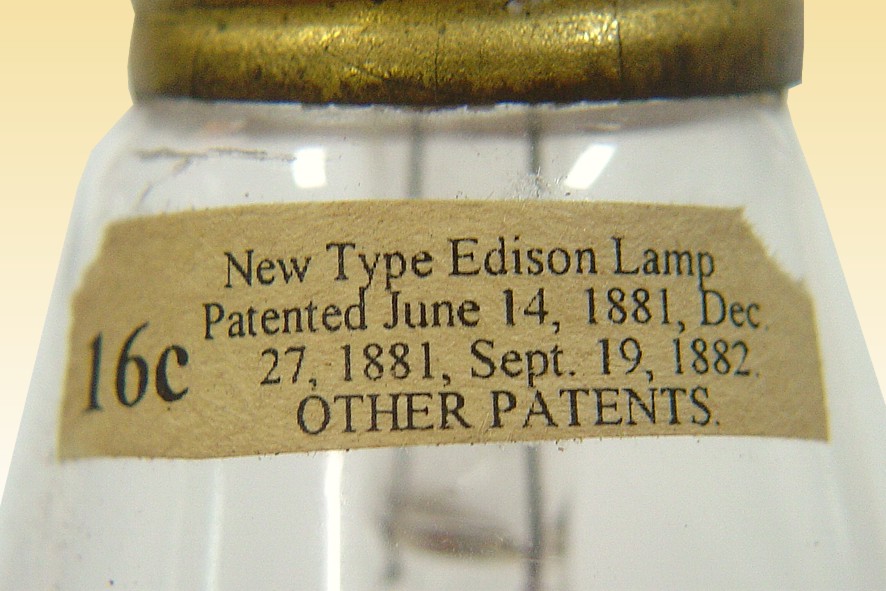 New Type Edison Lamp
Patented June 14, 1881, Dec.
16c 27, 1881, Sept. 19, 1882.
OTHER PATENTS.